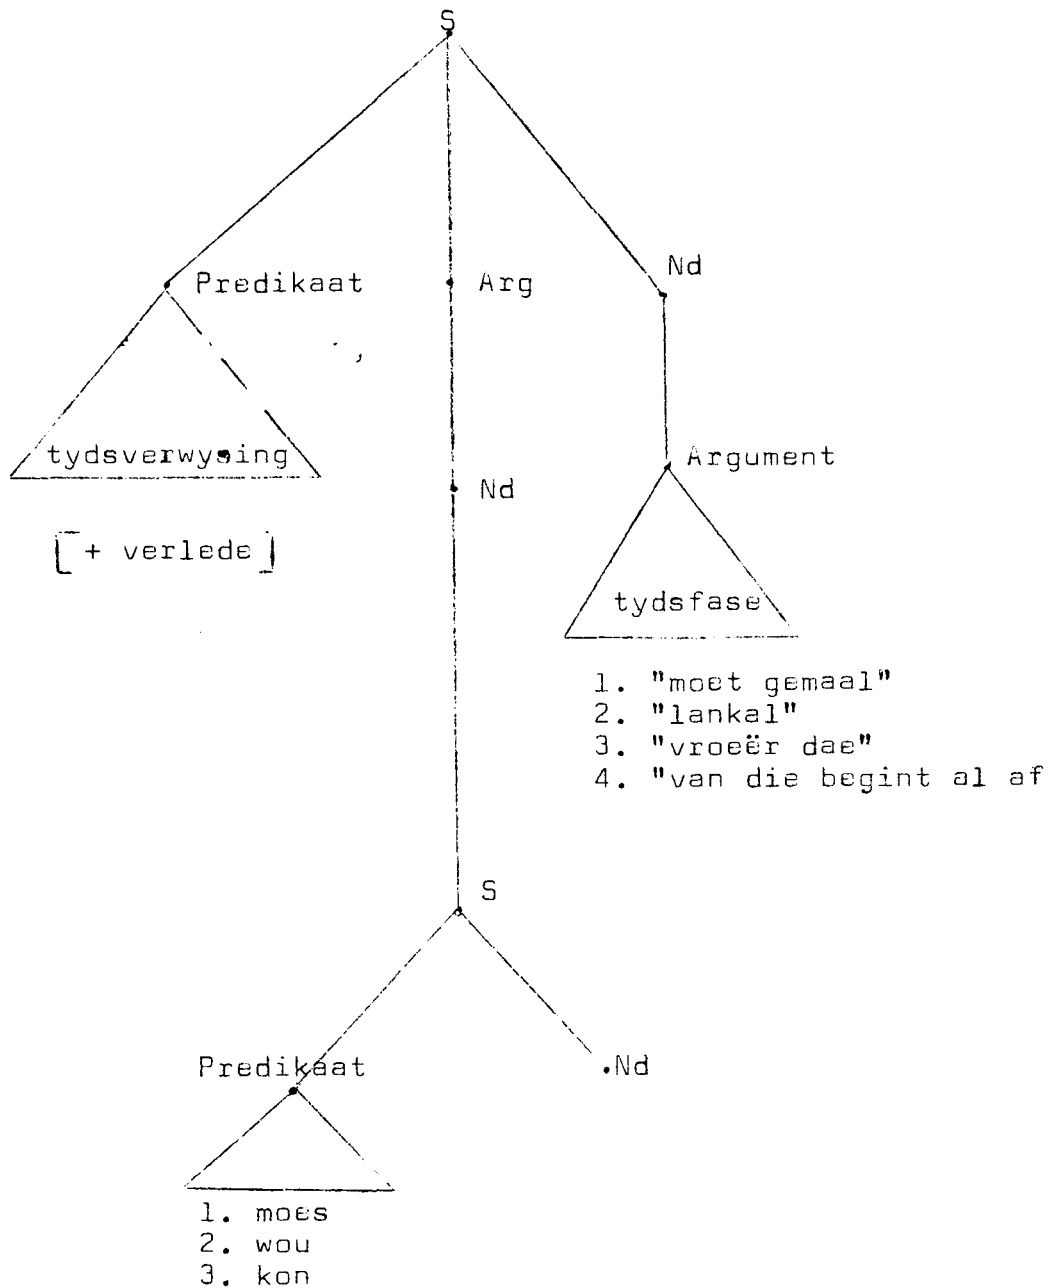 S
Predikaat
Arg
Nd
tydsverwysing
Nd
Argument
[+ verlede]
tydsfase
1. "moet gemaal"
2. "lankal"
3. "vroeër dae"
4. "van die begint al af
S
Predikaat
.Nd
1. moes
2. wou
3. kon